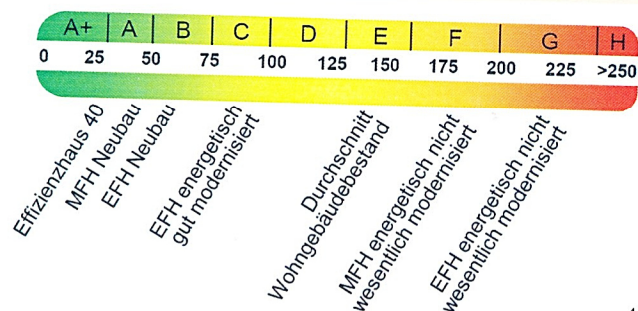 A+ A B C D E F G H
0 25 50 75 100 125 150 175 200 225 >250
Effizienzhaus 40
MFH Neubau
EFH Neubau
EFH energetisch
gut modernisiert
Durchschnitt
Wohngebäudebestand
MFH energetisch nicht
wesentlich modernisiert
EFH energetisch nicht
wesentlich modernisiert